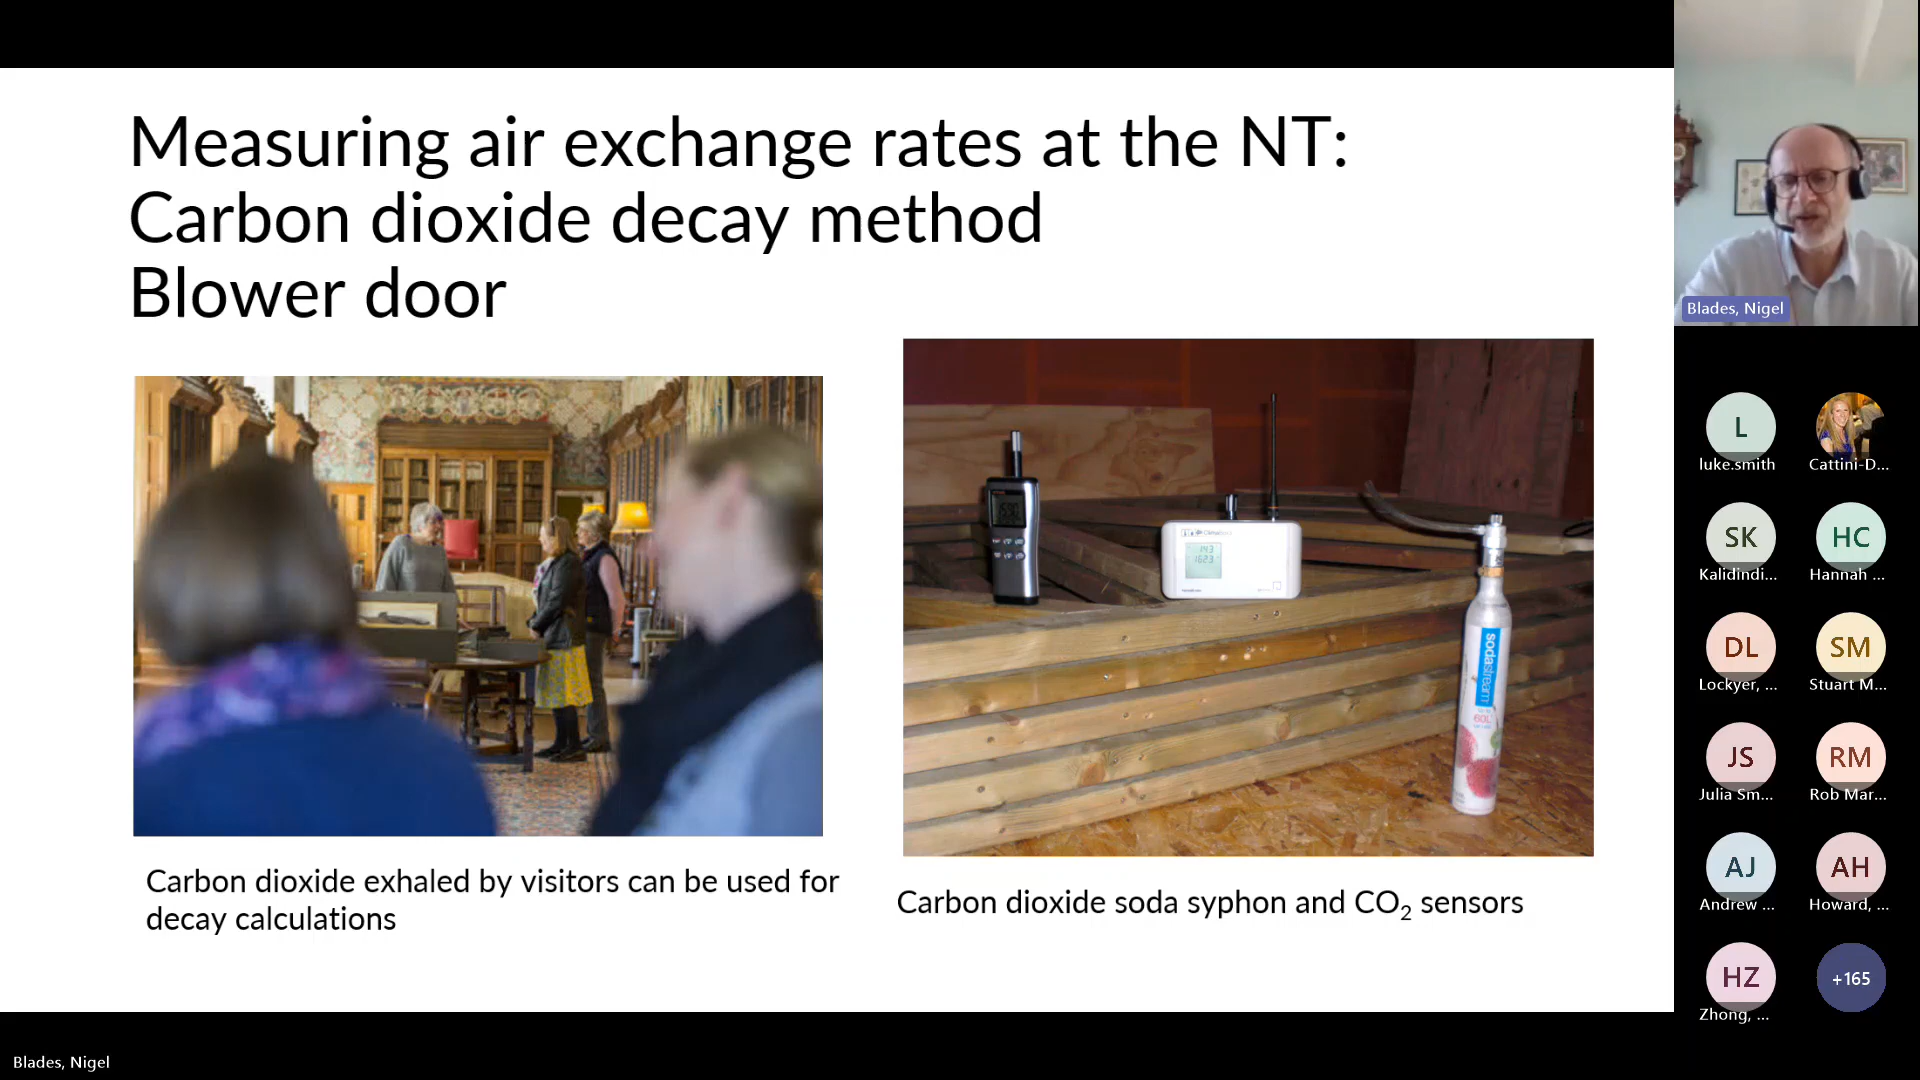 Measuring air exchange rates at the NT:
Carbon dioxide decay method
Blower door
Carbon dioxide exhaled by visitors can be used for
decay calculations
sodastream
60L
Carbon dioxide soda syphon and CO₂ sensors
Blades, Nigel
L
luke.smith
Cattini-D...
SK
Kalidindi...
HC
Hannah ...
DL
Lockyer, ...
SM
Stuart M...
JS
Julia Sm...
RM
Rob Mar...
AJ
Andrew ...
AH
Howard, ...
HZ
Zhong, ...
+165
Blades, Nigel